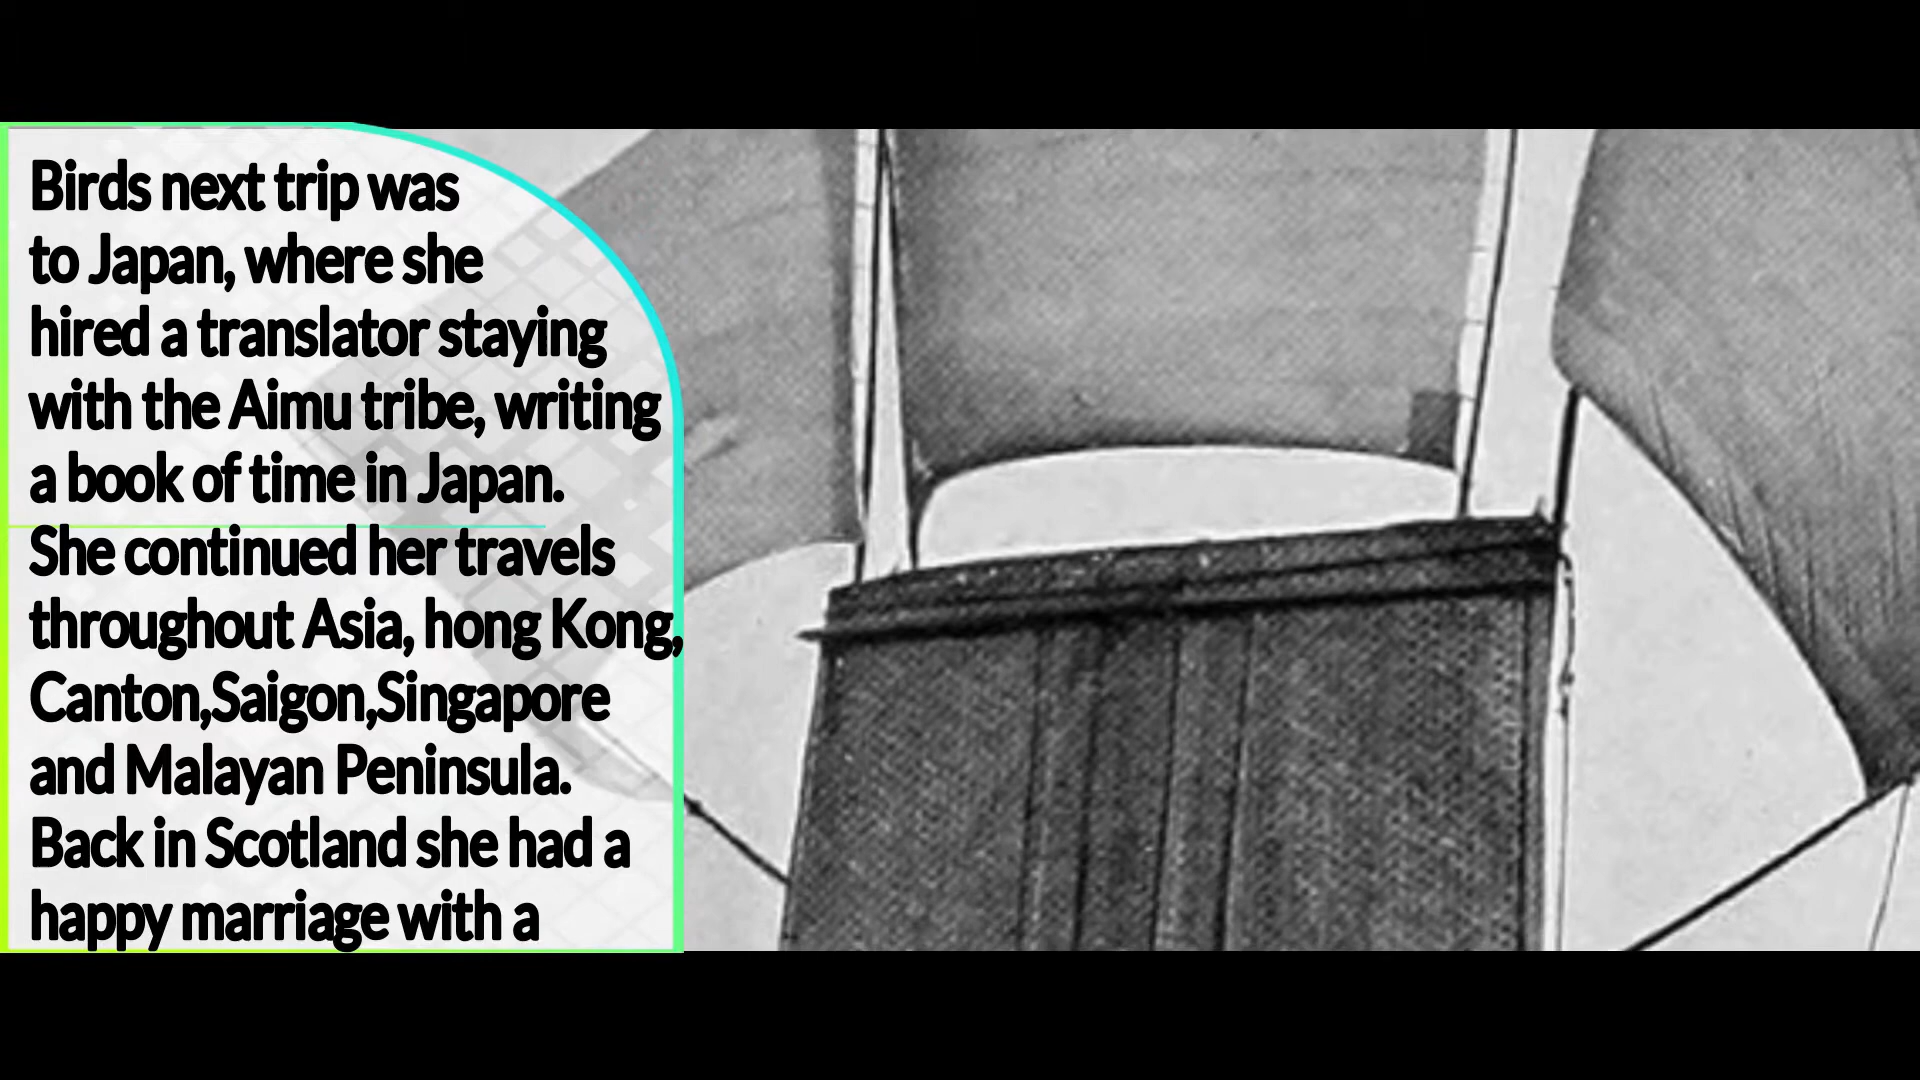 Birds next trip was
to Japan, where she
hired a translator staying
with the Aimu tribe, writing
a book of time in Japan.
She continued her travels
throughout Asia, hong Kong,
Canton,Saigon,Singapore
and Malayan Peninsula.
Back in Scotland she had a
happy marriage with a